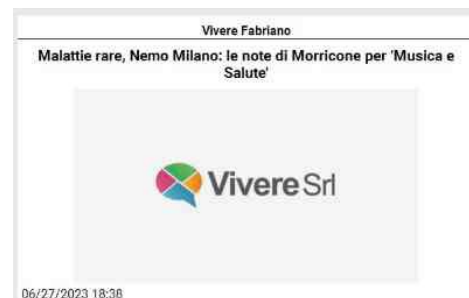 Vivere Fabriano
Malattie rare, Nemo Milano: le note di Morricone per 'Musica e
Salute'
Vivere Srl
06/27/2023 18:38